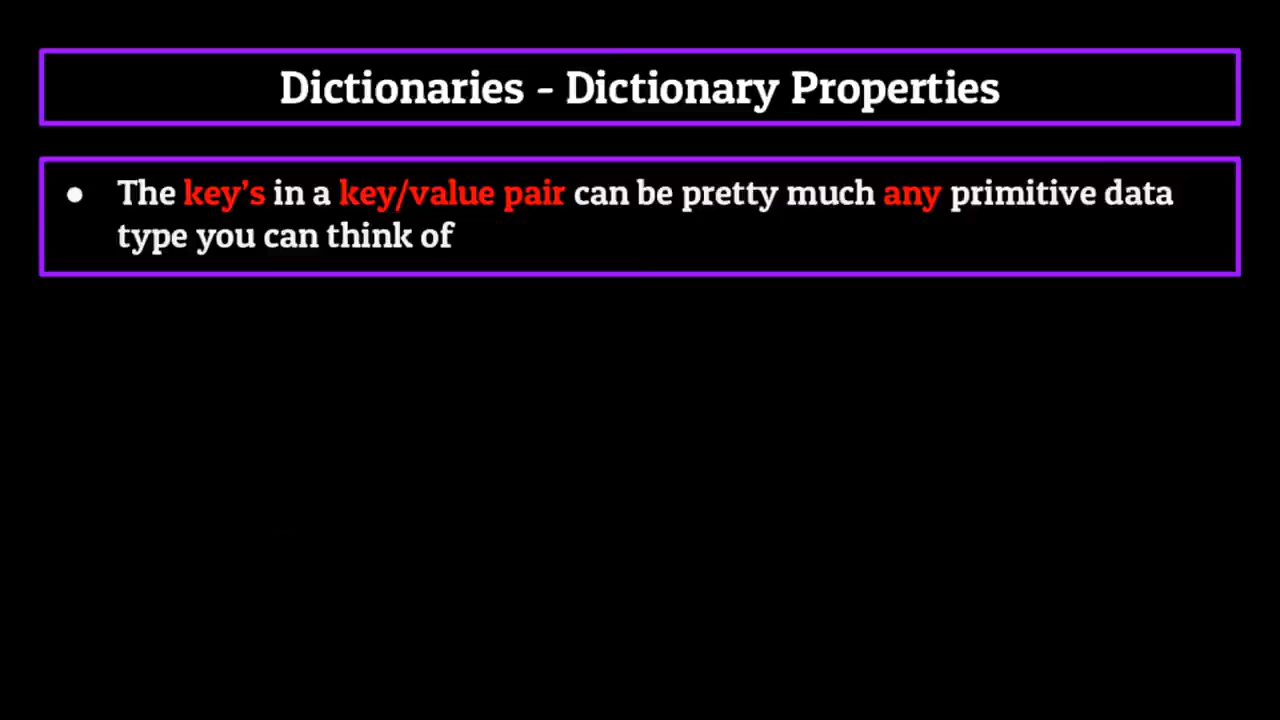 Dictionaries - Dictionary Properties
● The key's in a key/value pair can be pretty much any primitive data
type you can think of